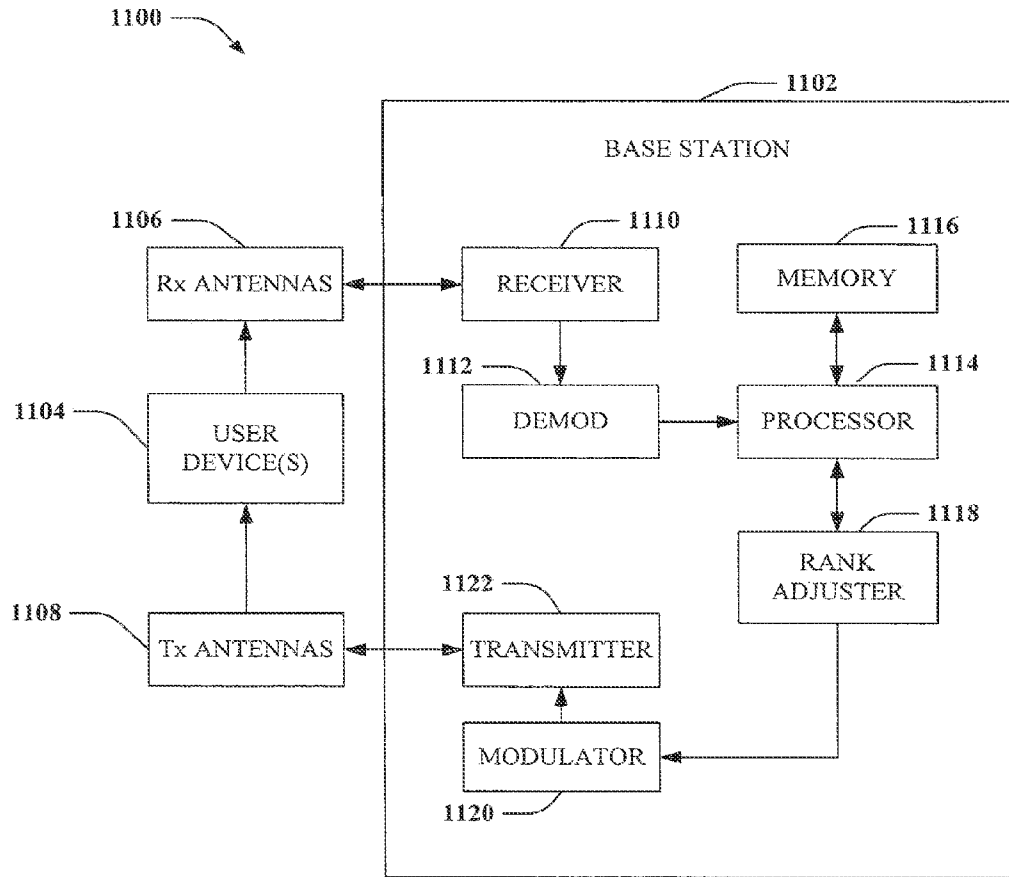 1100
1102
BASE STATION
1106
1110
1116
Rx ANTENNAS
RECEIVER
MEMORY
1112
1114
1104
USER
DEVICE(S)
DEMOD
PROCESSOR
1118
RANK
ADJUSTER
1122
1108
Tx ANTENNAS
TRANSMITTER
MODULATOR
1120